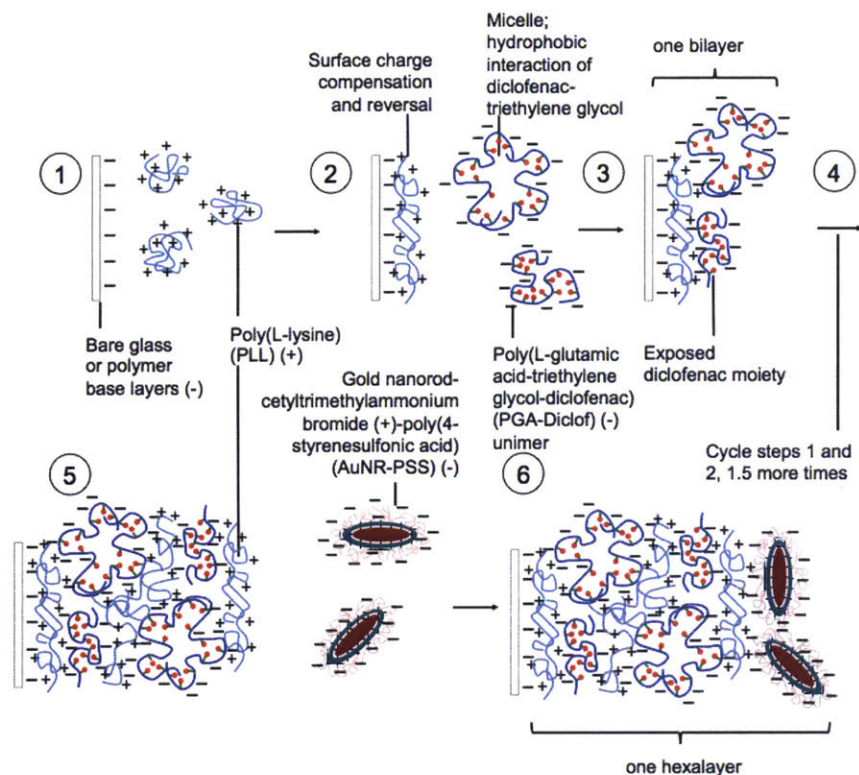 Surface charge
compensation
and reversal
Micelle;
hydrophobic
interaction of
diclofenac-
triethylene glycol
one bilayer
1
2
3
4
Bare glass
or polymer
base layers (-)
Poly(L-lysine)
(PLL) (+)
Poly(L-glutamic
acid-triethylene
glycol-diclofenac)
(PGA-Diclof) (-)
unimer
Exposed
diclofenac moiety
Gold nanorod-
cetyltrimethylammonium
bromide (+)-poly(4-
styrenesulfonic acid)
(AuNR-PSS) (-)
Cycle steps 1 and
2, 1.5 more times
5
6
one hexalayer